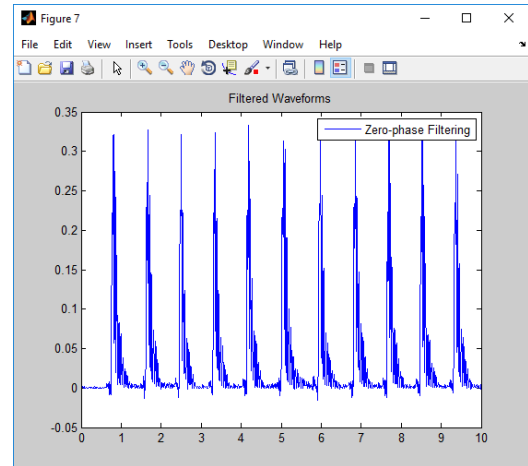 Figure 7
File Edit View Insert Tools Desktop Window Help
Filtered Waveforms
Zero-phase Filtering
0.35
0.3
0.25
0.2
0.15
0.1
0.05
0
-0.05
0 1 2 3 4 5 6 7 8 9 10